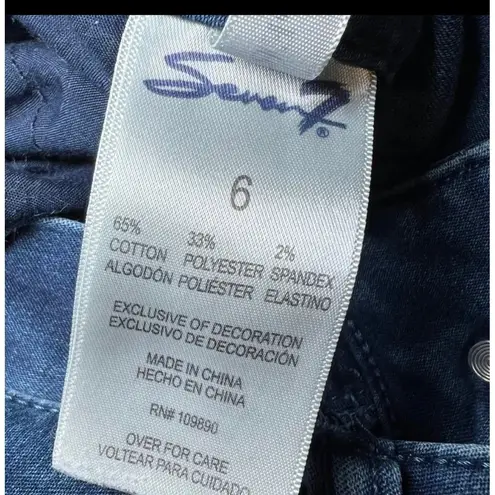 Seven7®
6
65% 33% 2%
COTTON POLYESTER SPANDEX
ALGODÓN POLIÉSTER ELASTINO
EXCLUSIVE OF DECORATION
EXCLUSIVO DE DECORACIÓN
MADE IN CHINA
HECHO EN CHINA
RN# 109890
OVER FOR CARE
VOLTEAR PARA CUIDADO